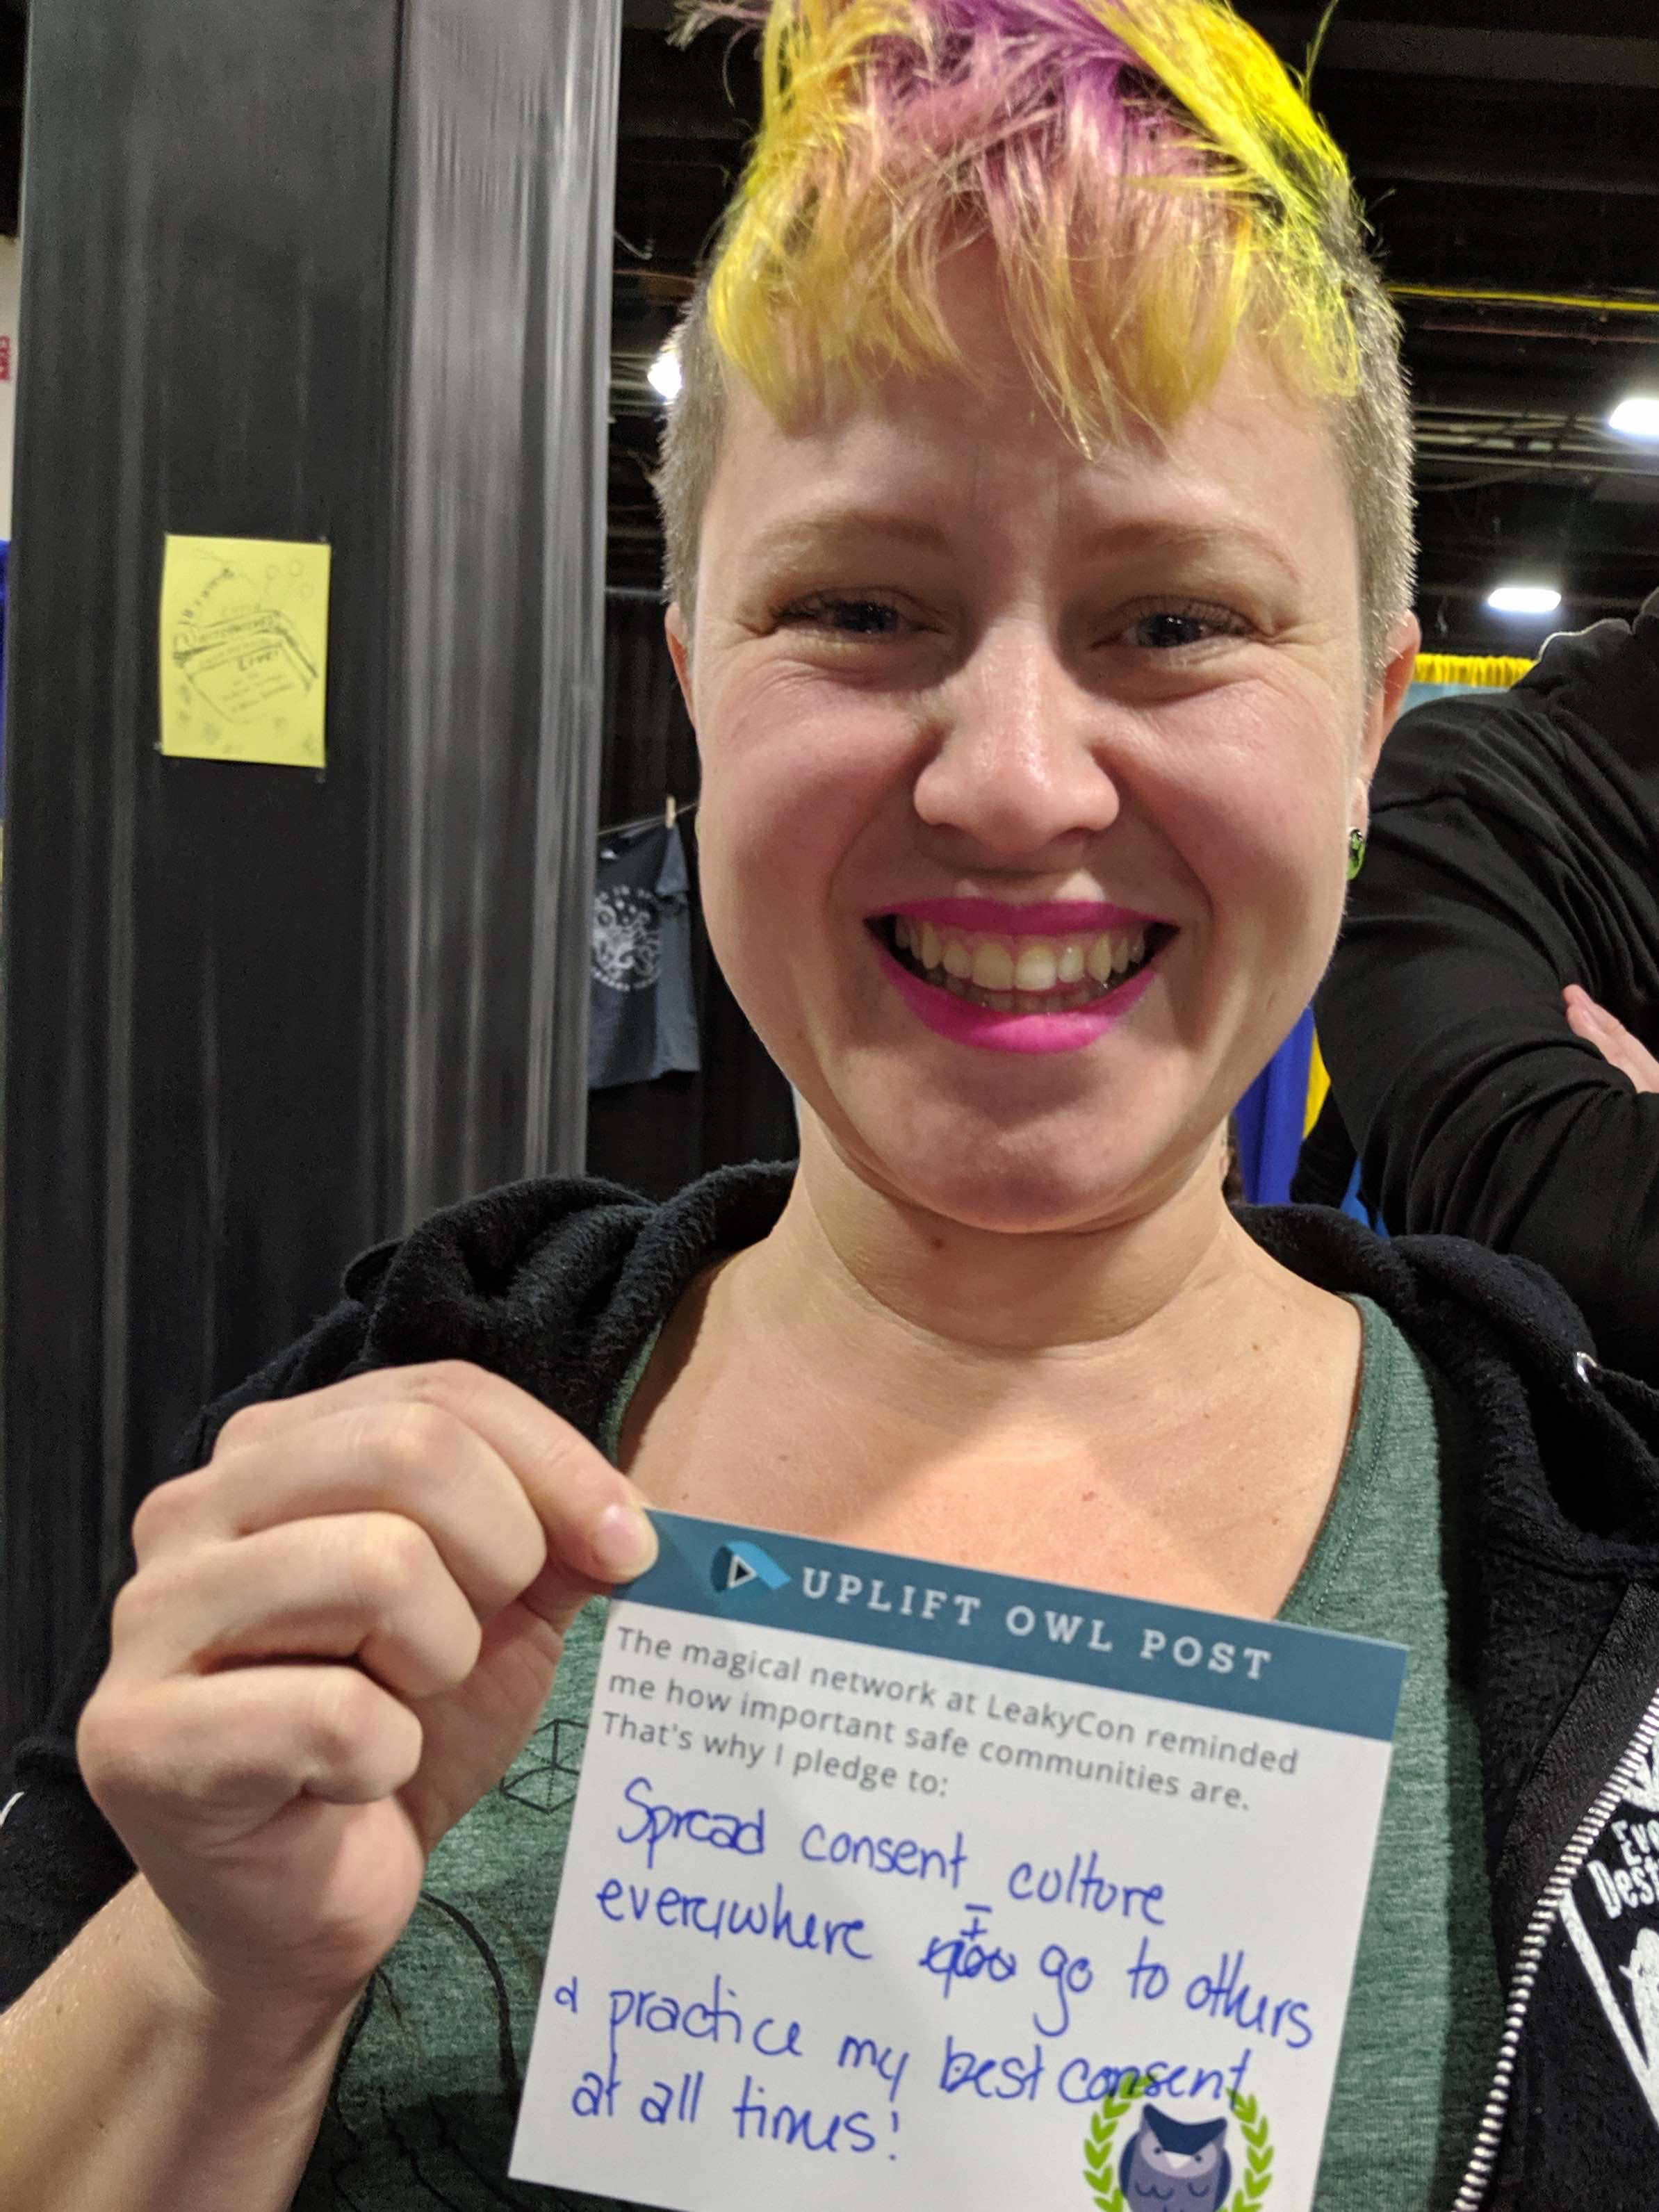 LIVE!
UPLIFT OWL POST
The magical network at LeakyCon reminded
me how important safe communities are.
That's why I pledge to:
Spread consent culture
everywhere I go to others
& practice my best consent
at all times!